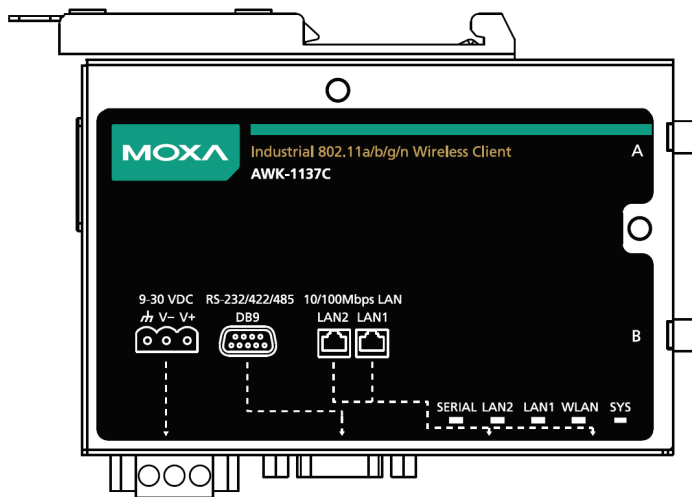 MOXA
Industrial 802.11a/b/g/n Wireless Client
A
AWK-1137C
9-30 VDC RS-232/422/485 10/100Mbps LAN
V− V+ DB9 LAN2 LAN1
B
SERIAL LAN2 LAN1 WLAN SYS